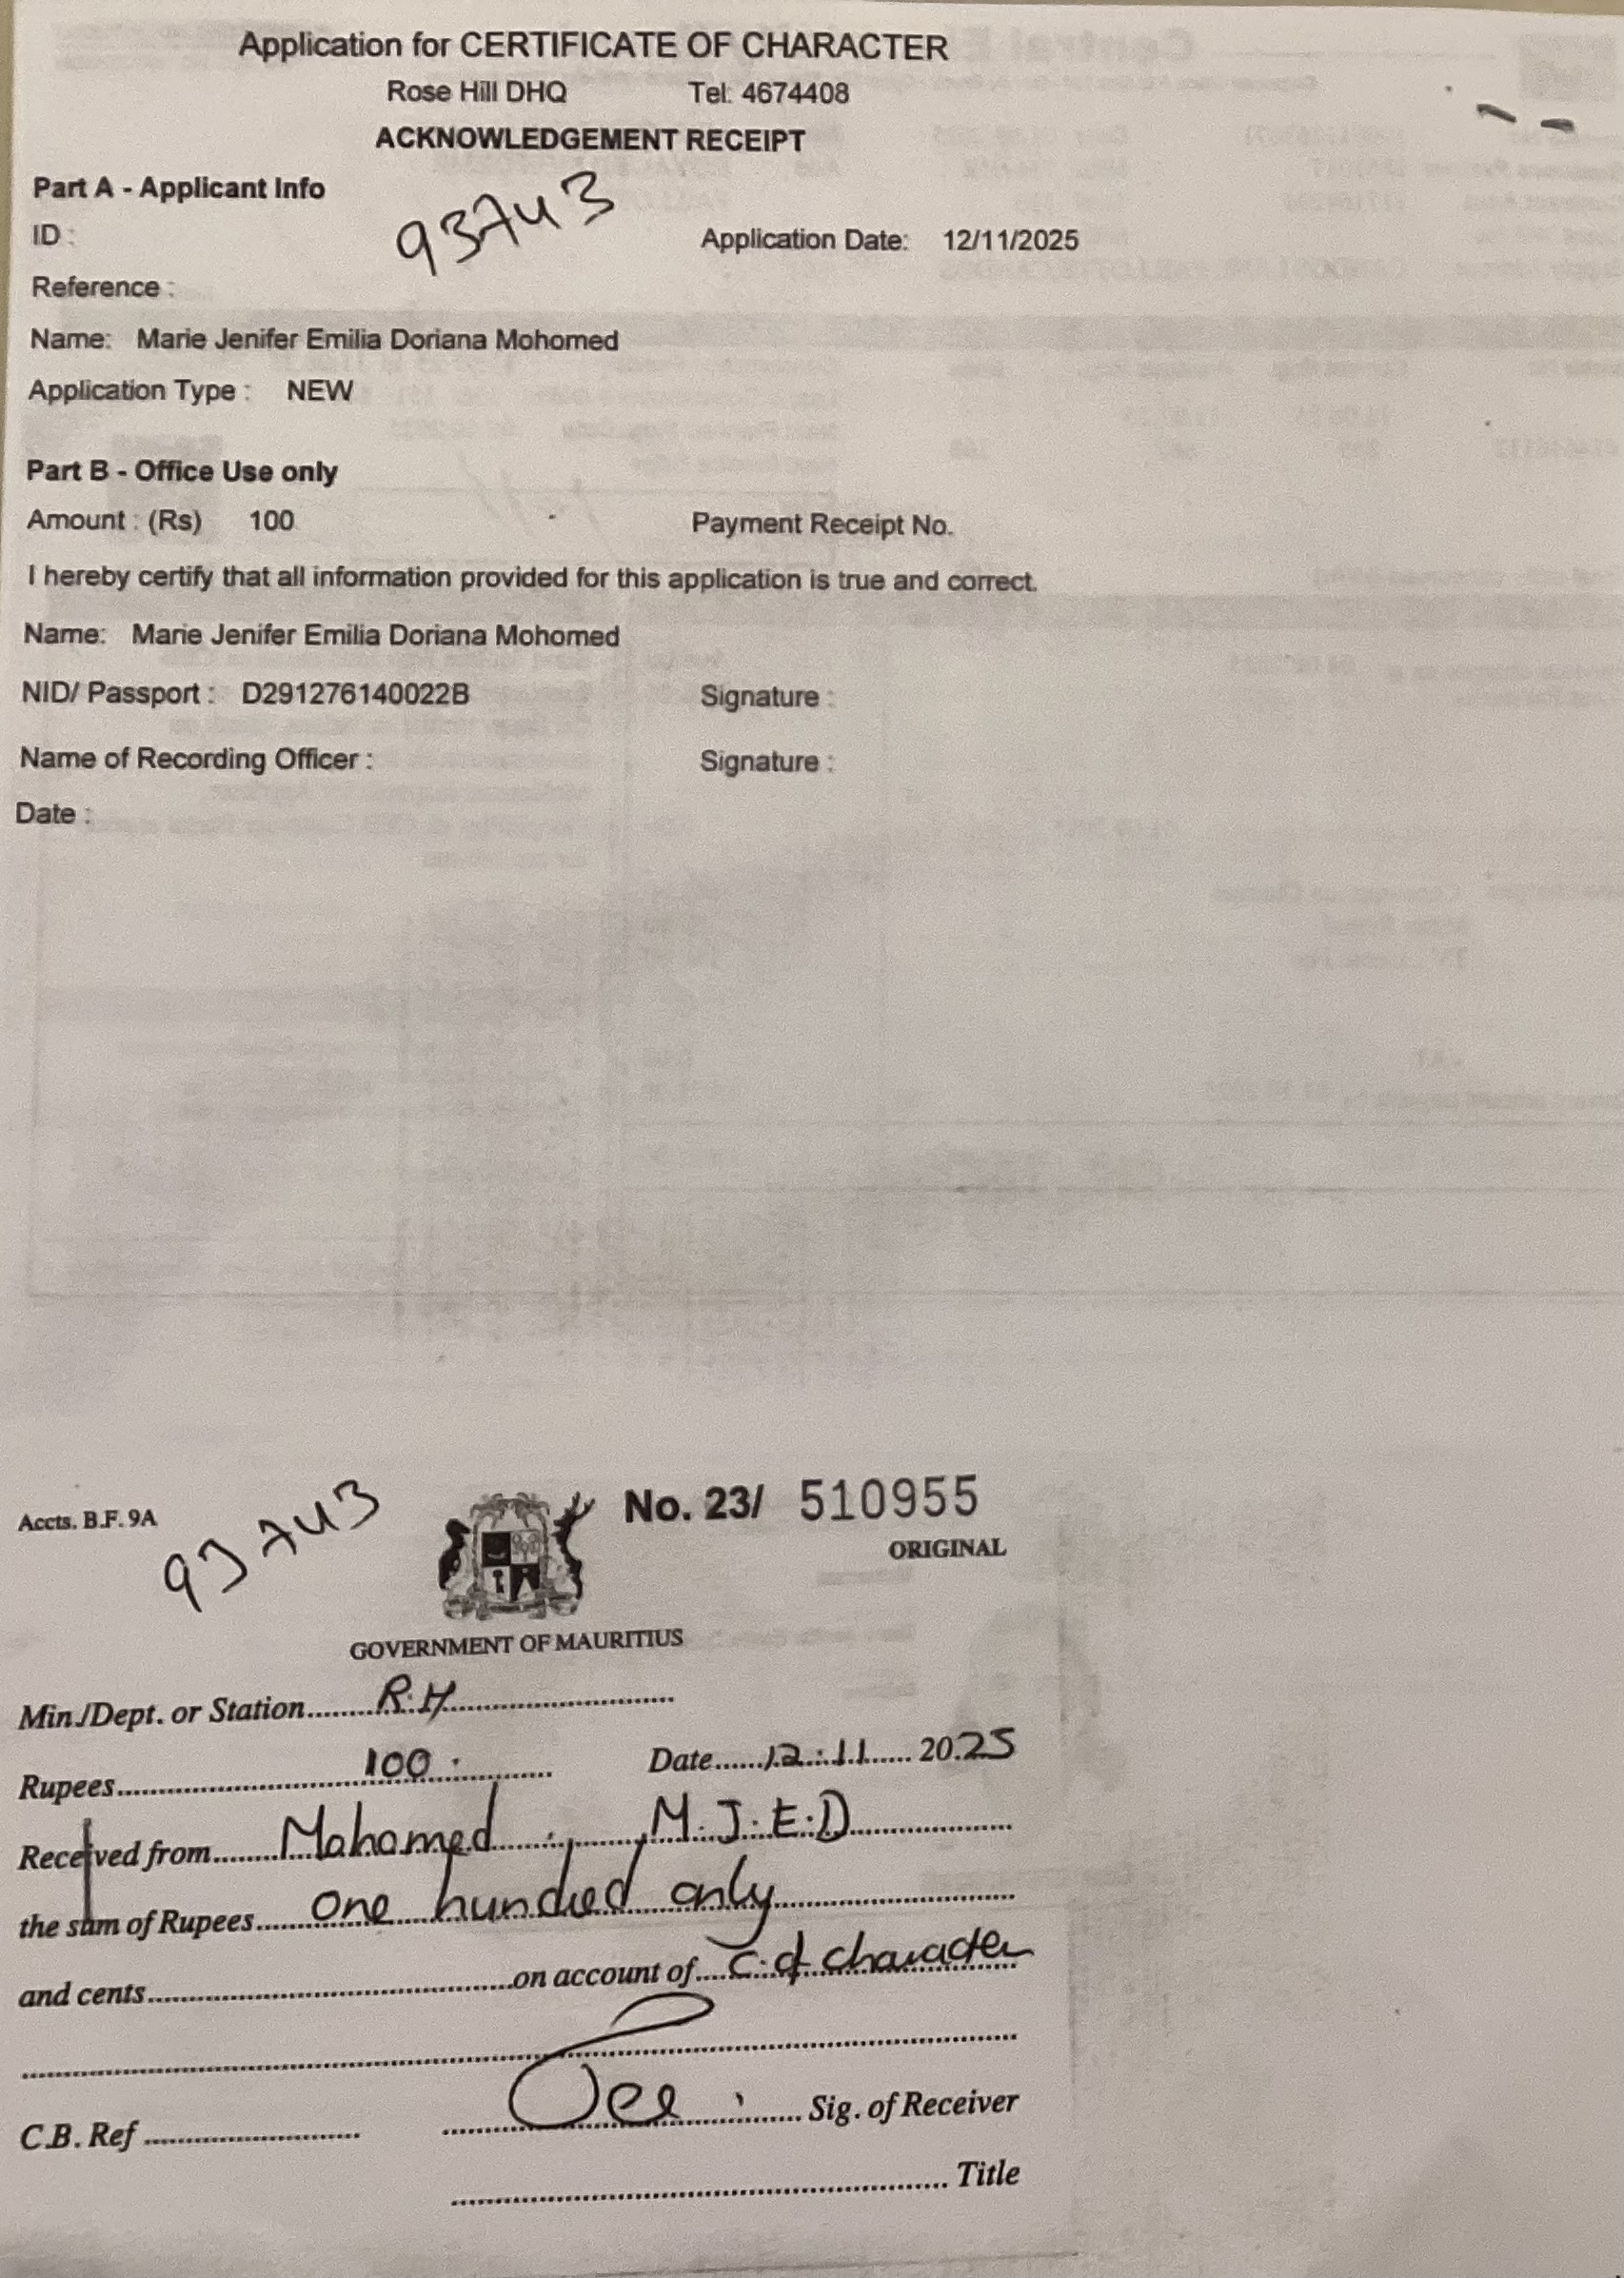 Application for CERTIFICATE OF CHARACTER
Rose Hill DHQ Tel: 4674408
ACKNOWLEDGEMENT RECEIPT
Part A - Applicant Info
93743
ID : Application Date: 12/11/2025
Reference :
Name: Marie Jenifer Emilia Doriana Mohomed
Application Type : NEW
Part B - Office Use only
Amount : (Rs) 100 Payment Receipt No.
I hereby certify that all information provided for this application is true and correct.
Name: Marie Jenifer Emilia Doriana Mohomed
NID/ Passport : D291276140022B Signature :
Name of Recording Officer : Signature :
Date :
Accts. B.F. 9A 93743 No. 23/ 510955
ORIGINAL
GOVERNMENT OF MAURITIUS
Min./Dept. or Station R.H
Rupees 100 Date 12.11 2025
Received from Mohomed M.J.E.D
the sum of Rupees one hundred only
and cents on account of C.of character
C.B. Ref Sig. of Receiver
Title